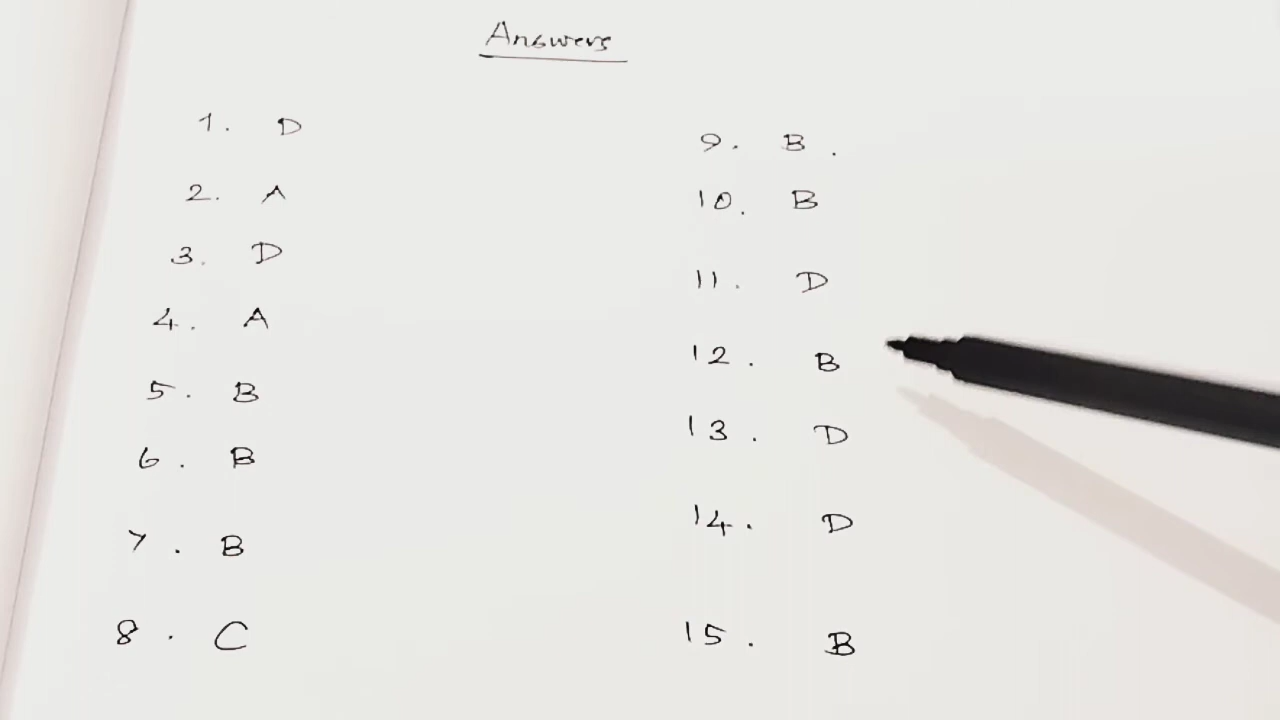 Answers
1. D
2. A
3. D
4. A
5. B
6. B
7. B
8. C
9. B.
10. B
11. D
12. B
13. D
14. D
15. B